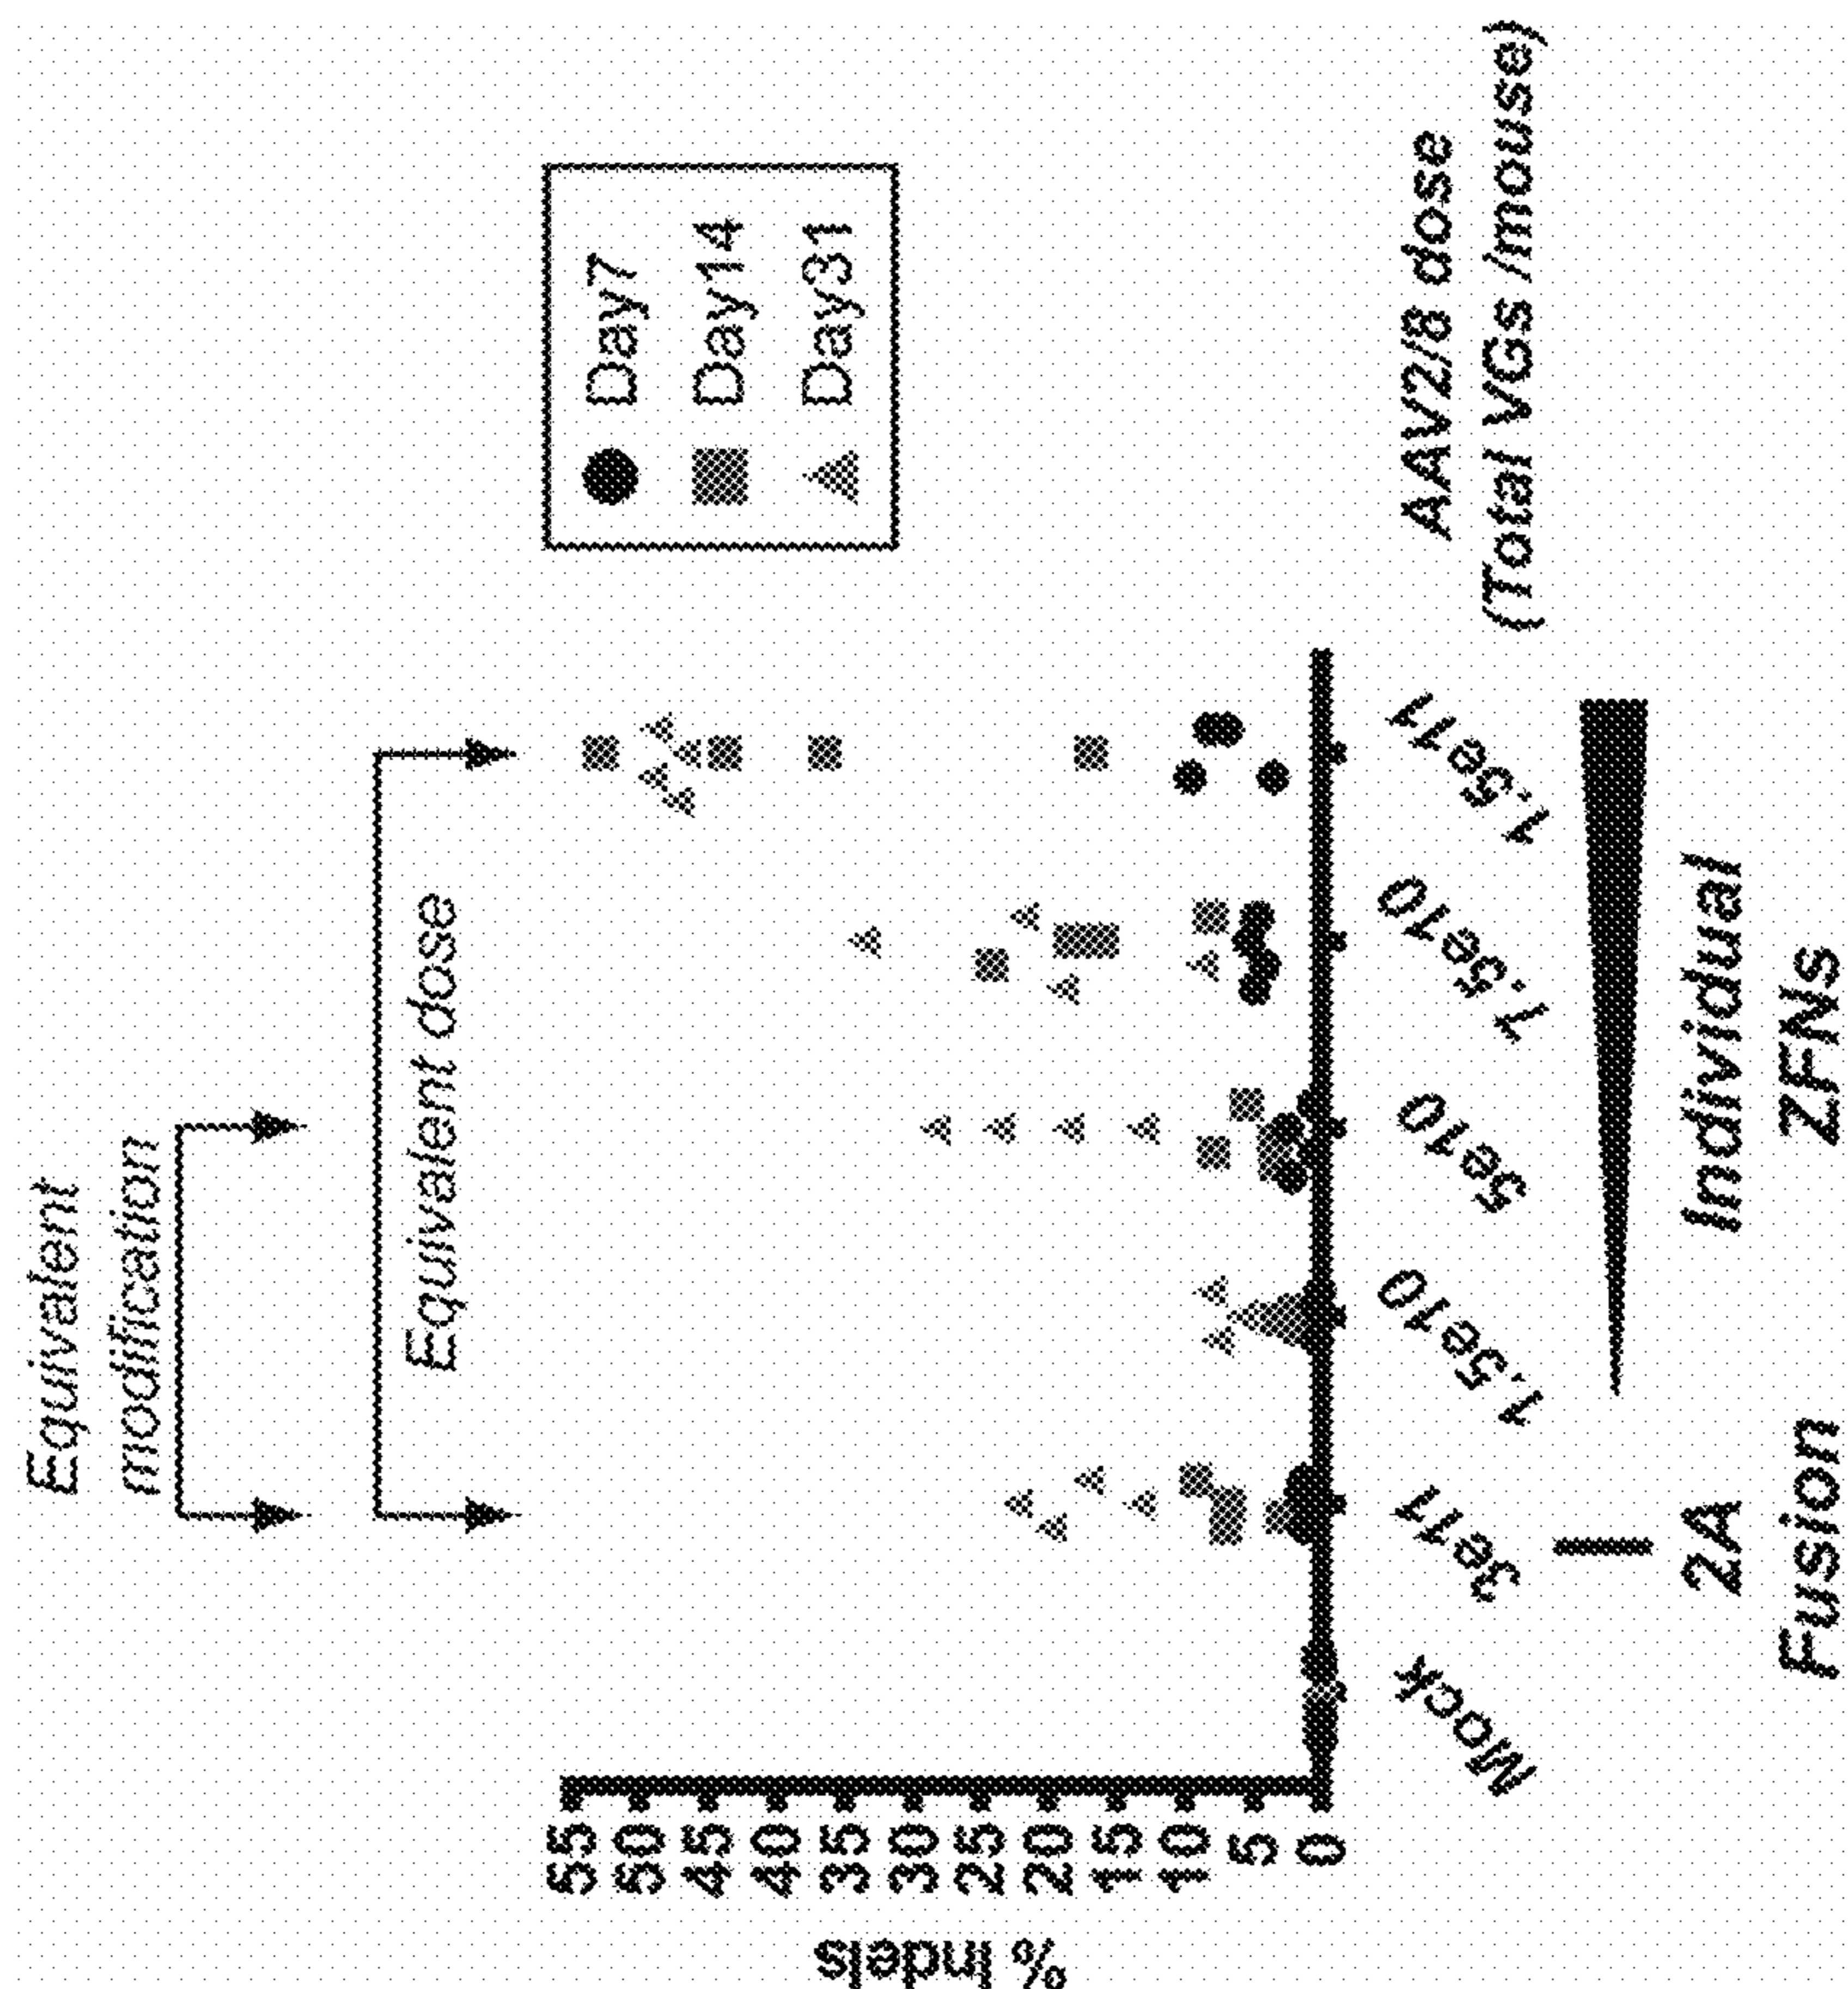 Equivalent
modification
Equivalent dose
Day7
Day14
Day31
% Indels
55
50
45
40
35
30
25
20
15
10
5
0
Mock
3e11
1.5e10
5e10
1.5e10
1.5e11
AAV2/8 dose
(Total VGs /mouse)
2A
Fusion
Individual
ZFNs